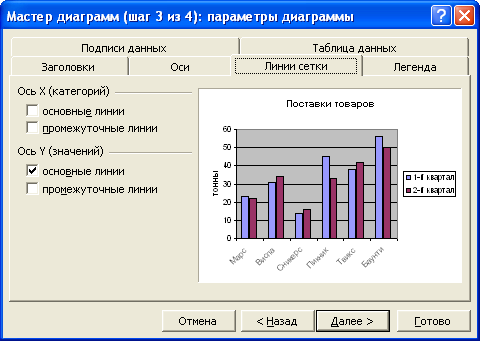 Мастер диаграмм (шаг 3 из 4): параметры диаграммы
Подписи данных
Таблица данных
Заголовки
Оси
Линии сетки
Легенда
Ось X (категорий)
основные линии
промежуточные линии
Ось Y (значений)
основные линии
промежуточные линии
Поставки товаров
тонны
60
50
40
30
20
10
0
Марс
Виспа
Сникерс
Пикник
Твикс
Баунти
1-й квартал
2-й квартал
Отмена
< Назад
Далее >
Готово